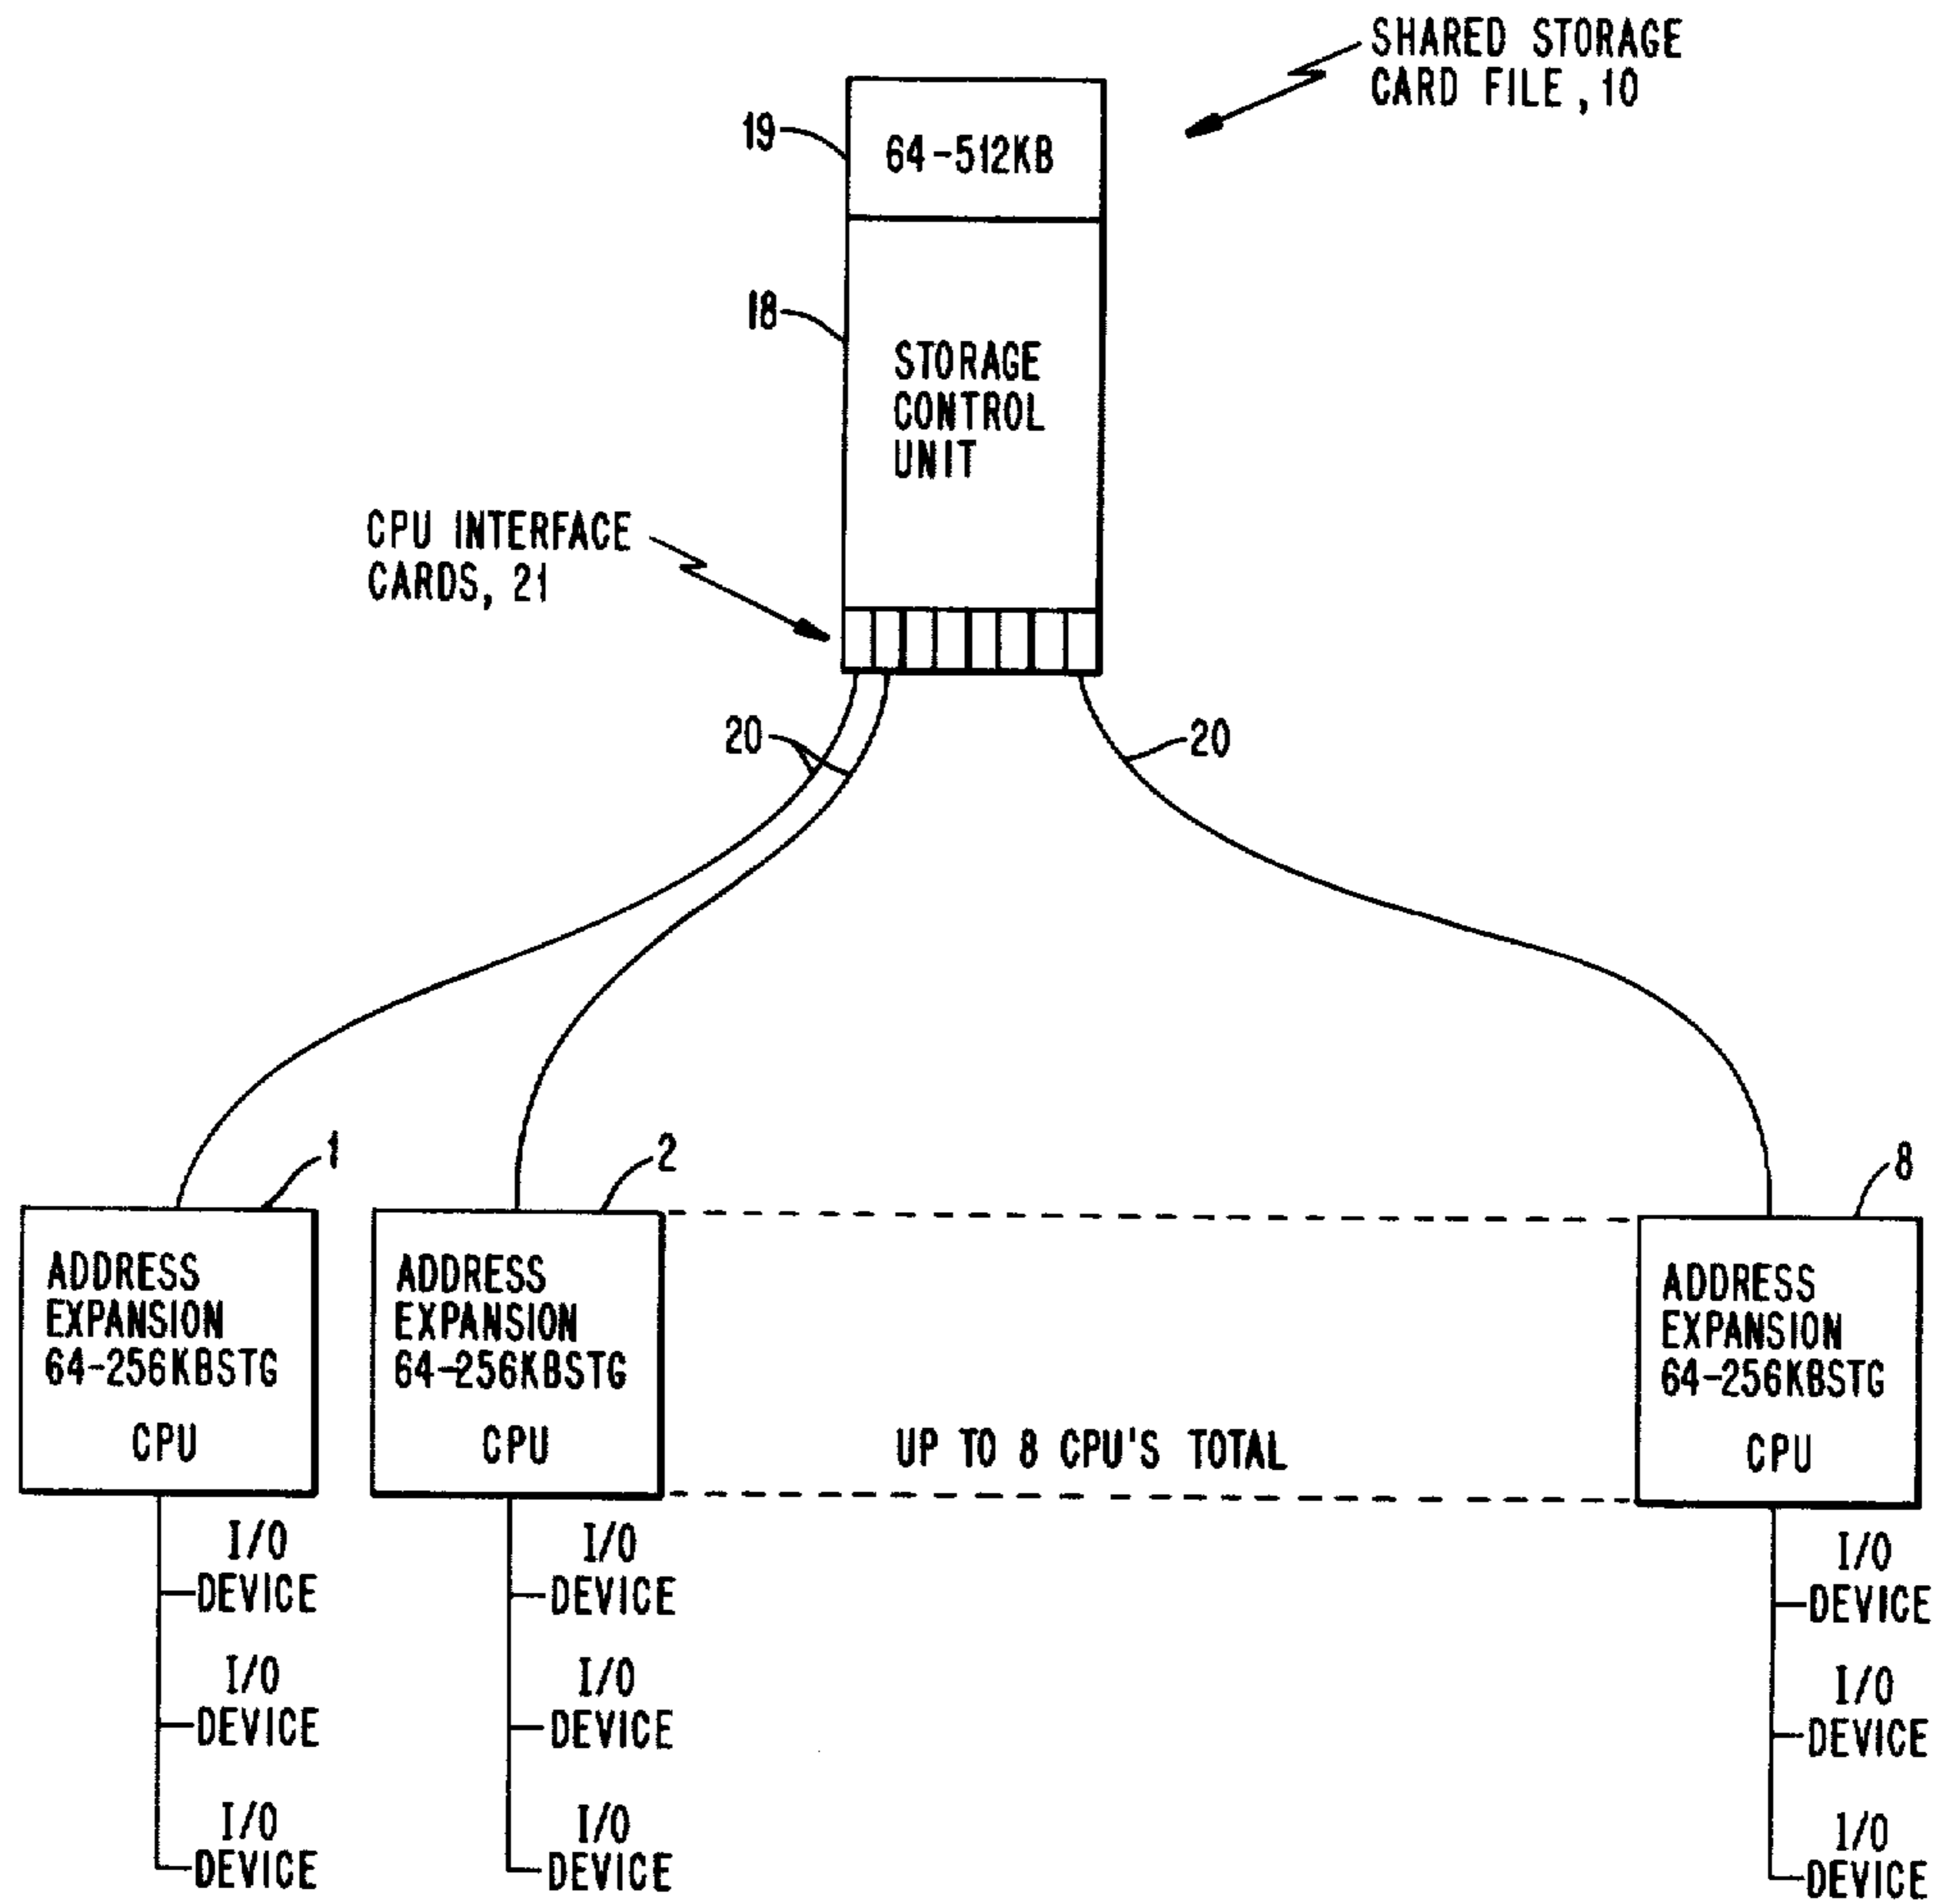 SHARED STORAGE
CARD FILE, 10
19
64-512KB
18
STORAGE
CONTROL
UNIT
CPU INTERFACE
CARDS, 21
20
20
1
2
8
ADDRESS
EXPANSION
64-256KBSTG
CPU
ADDRESS
EXPANSION
64-256KBSTG
CPU
UP TO 8 CPU'S TOTAL
ADDRESS
EXPANSION
64-256KBSTG
CPU
I/O
DEVICE
I/O
DEVICE
I/O
DEVICE
I/O
DEVICE
I/O
DEVICE
I/O
DEVICE
I/O
DEVICE
I/O
DEVICE
I/O
DEVICE